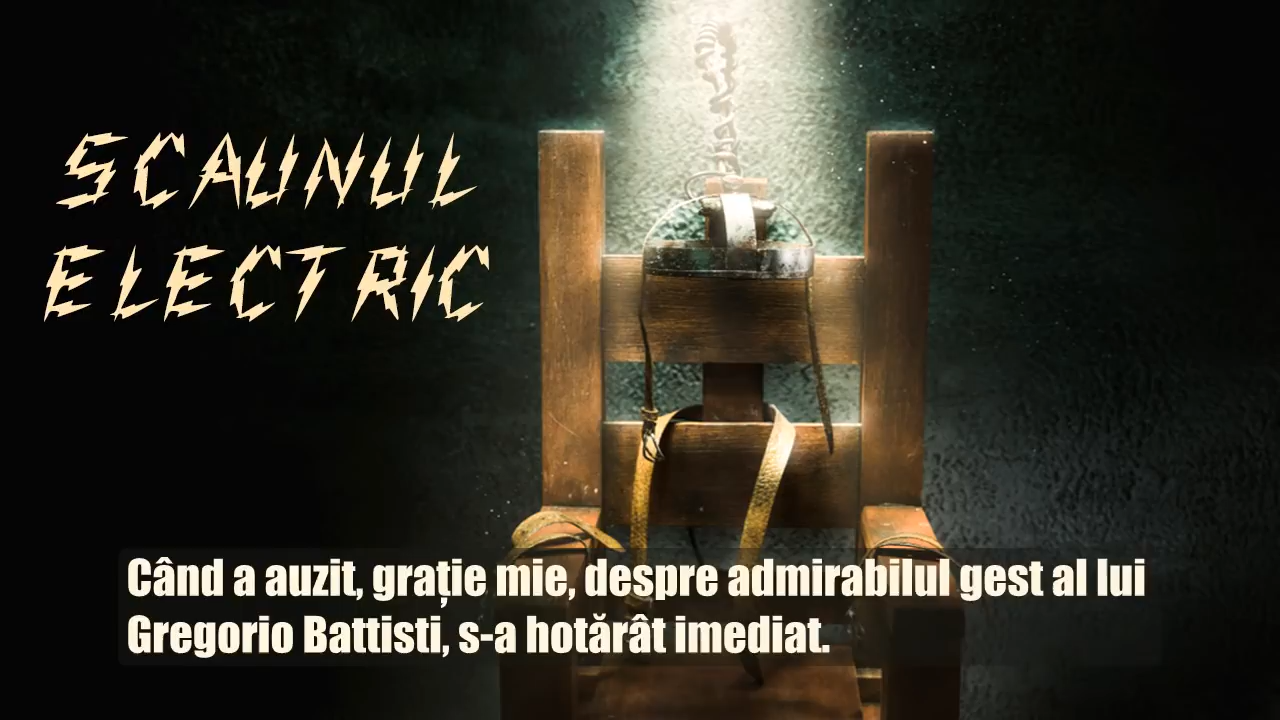 SCAUNUL
ELECTRIC
Când a auzit, grație mie, despre admirabilul gest al lui
Gregorio Battisti, s-a hotărât imediat.